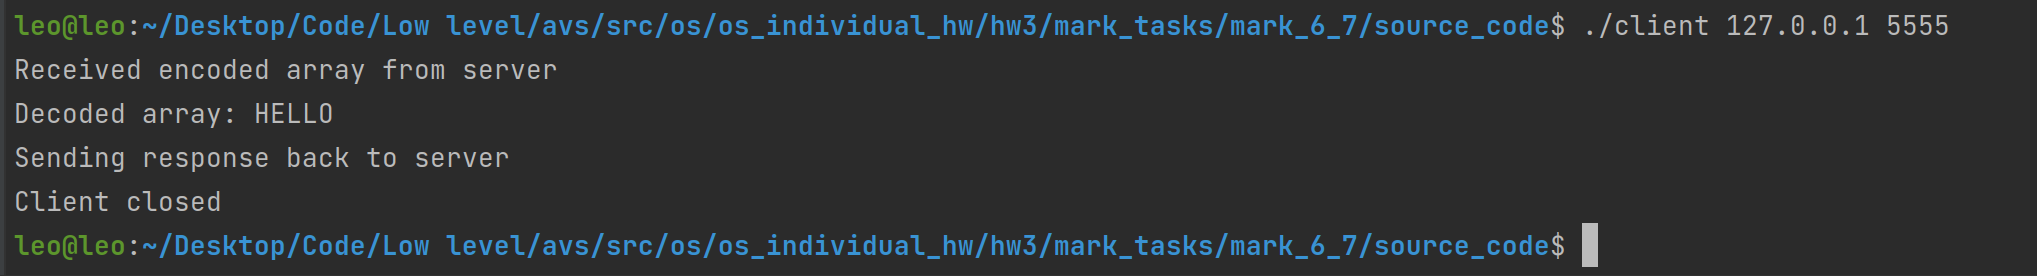 leo@leo:~/Desktop/Code/Low level/avs/src/os/os_individual_hw/hw3/mark_tasks/mark_6_7/source_code$ ./client 127.0.0.1 5555
Received encoded array from server
Decoded array: HELLO
Sending response back to server
Client closed
leo@leo:~/Desktop/Code/Low level/avs/src/os/os_individual_hw/hw3/mark_tasks/mark_6_7/source_code$